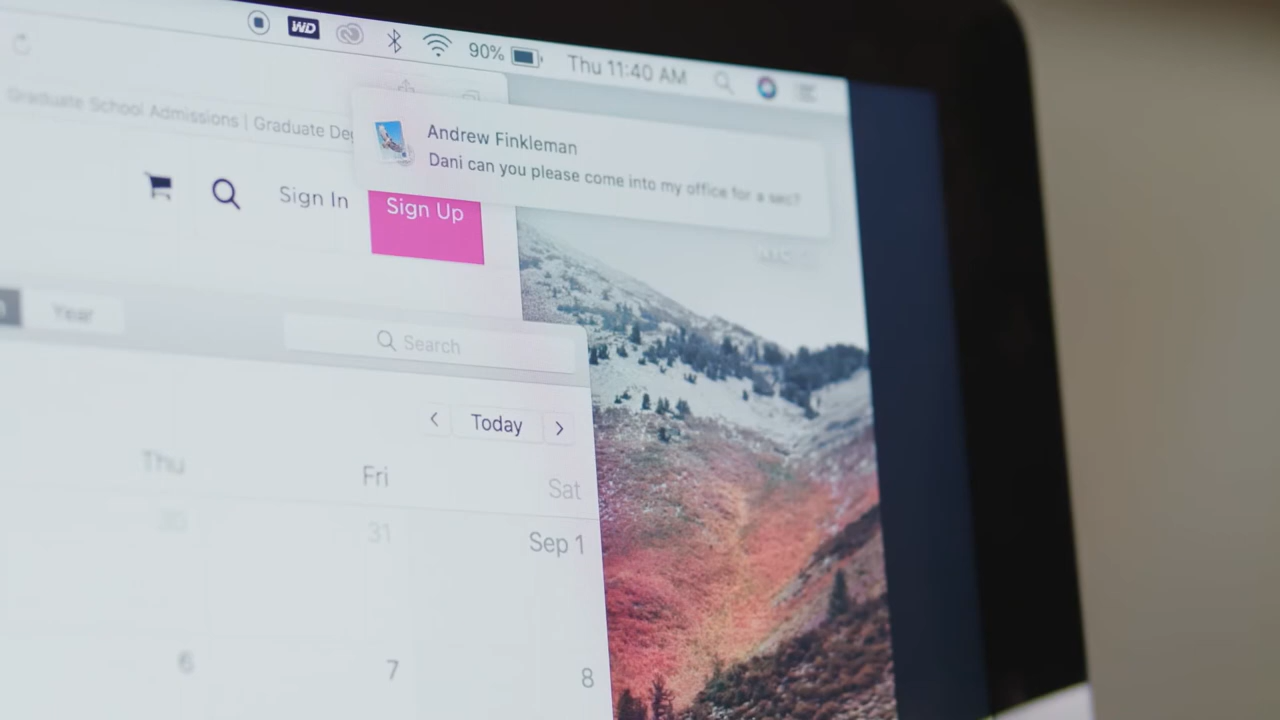 WD
90%
Thu 11:40 AM
Graduate School Admissions | Graduate De
Andrew Finkleman
Dani can you please come into my office for a sec?
Sign In
Sign Up
NYC
Year
Search
Today
Thu
Fri
Sat
30
31
Sep 1
6
7
8